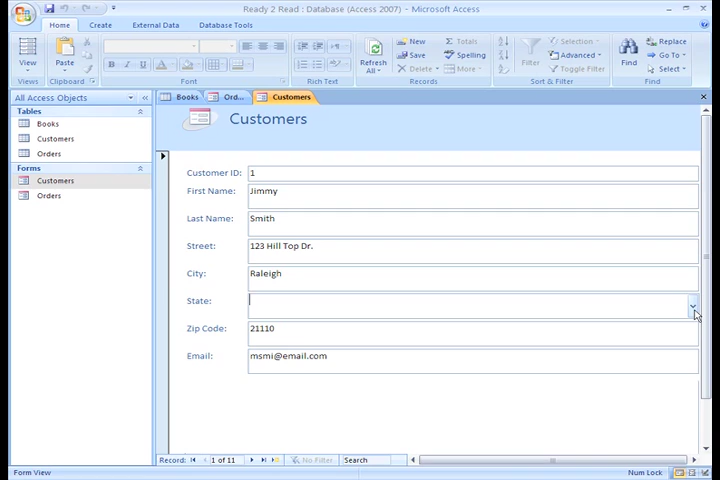 Ready 2 Read : Database (Access 2007) - Microsoft Access
Home Create External Data Database Tools
View
Paste
B I U
Refresh All
New Totals
Save Spelling
Delete More
Filter
Selection
Advanced
Toggle Filter
Find
Replace
Go To
Select
Views Clipboard Font Rich Text Records Sort & Filter Find
All Access Objects
Tables
Books
Customers
Orders
Forms
Customers
Orders
Books Ord... Customers
Customers
Customer ID: 1
First Name: Jimmy
Last Name: Smith
Street: 123 Hill Top Dr.
City: Raleigh
State:
Zip Code: 21110
Email: msmi@email.com
Record: 1 of 11 No Filter Search
Form View Num Lock